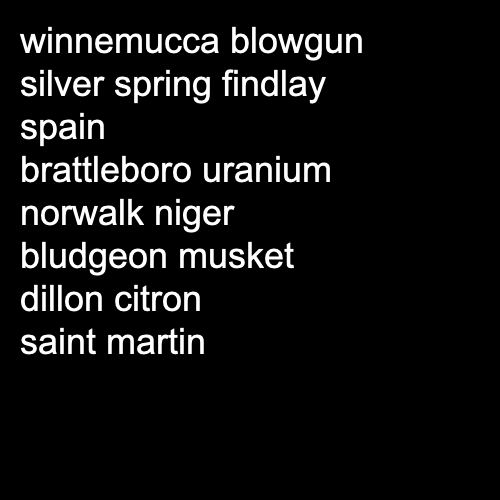 winnemucca blowgun
silver spring findlay
spain
brattleboro uranium
norwalk niger
bludgeon musket
dillon citron
saint martin